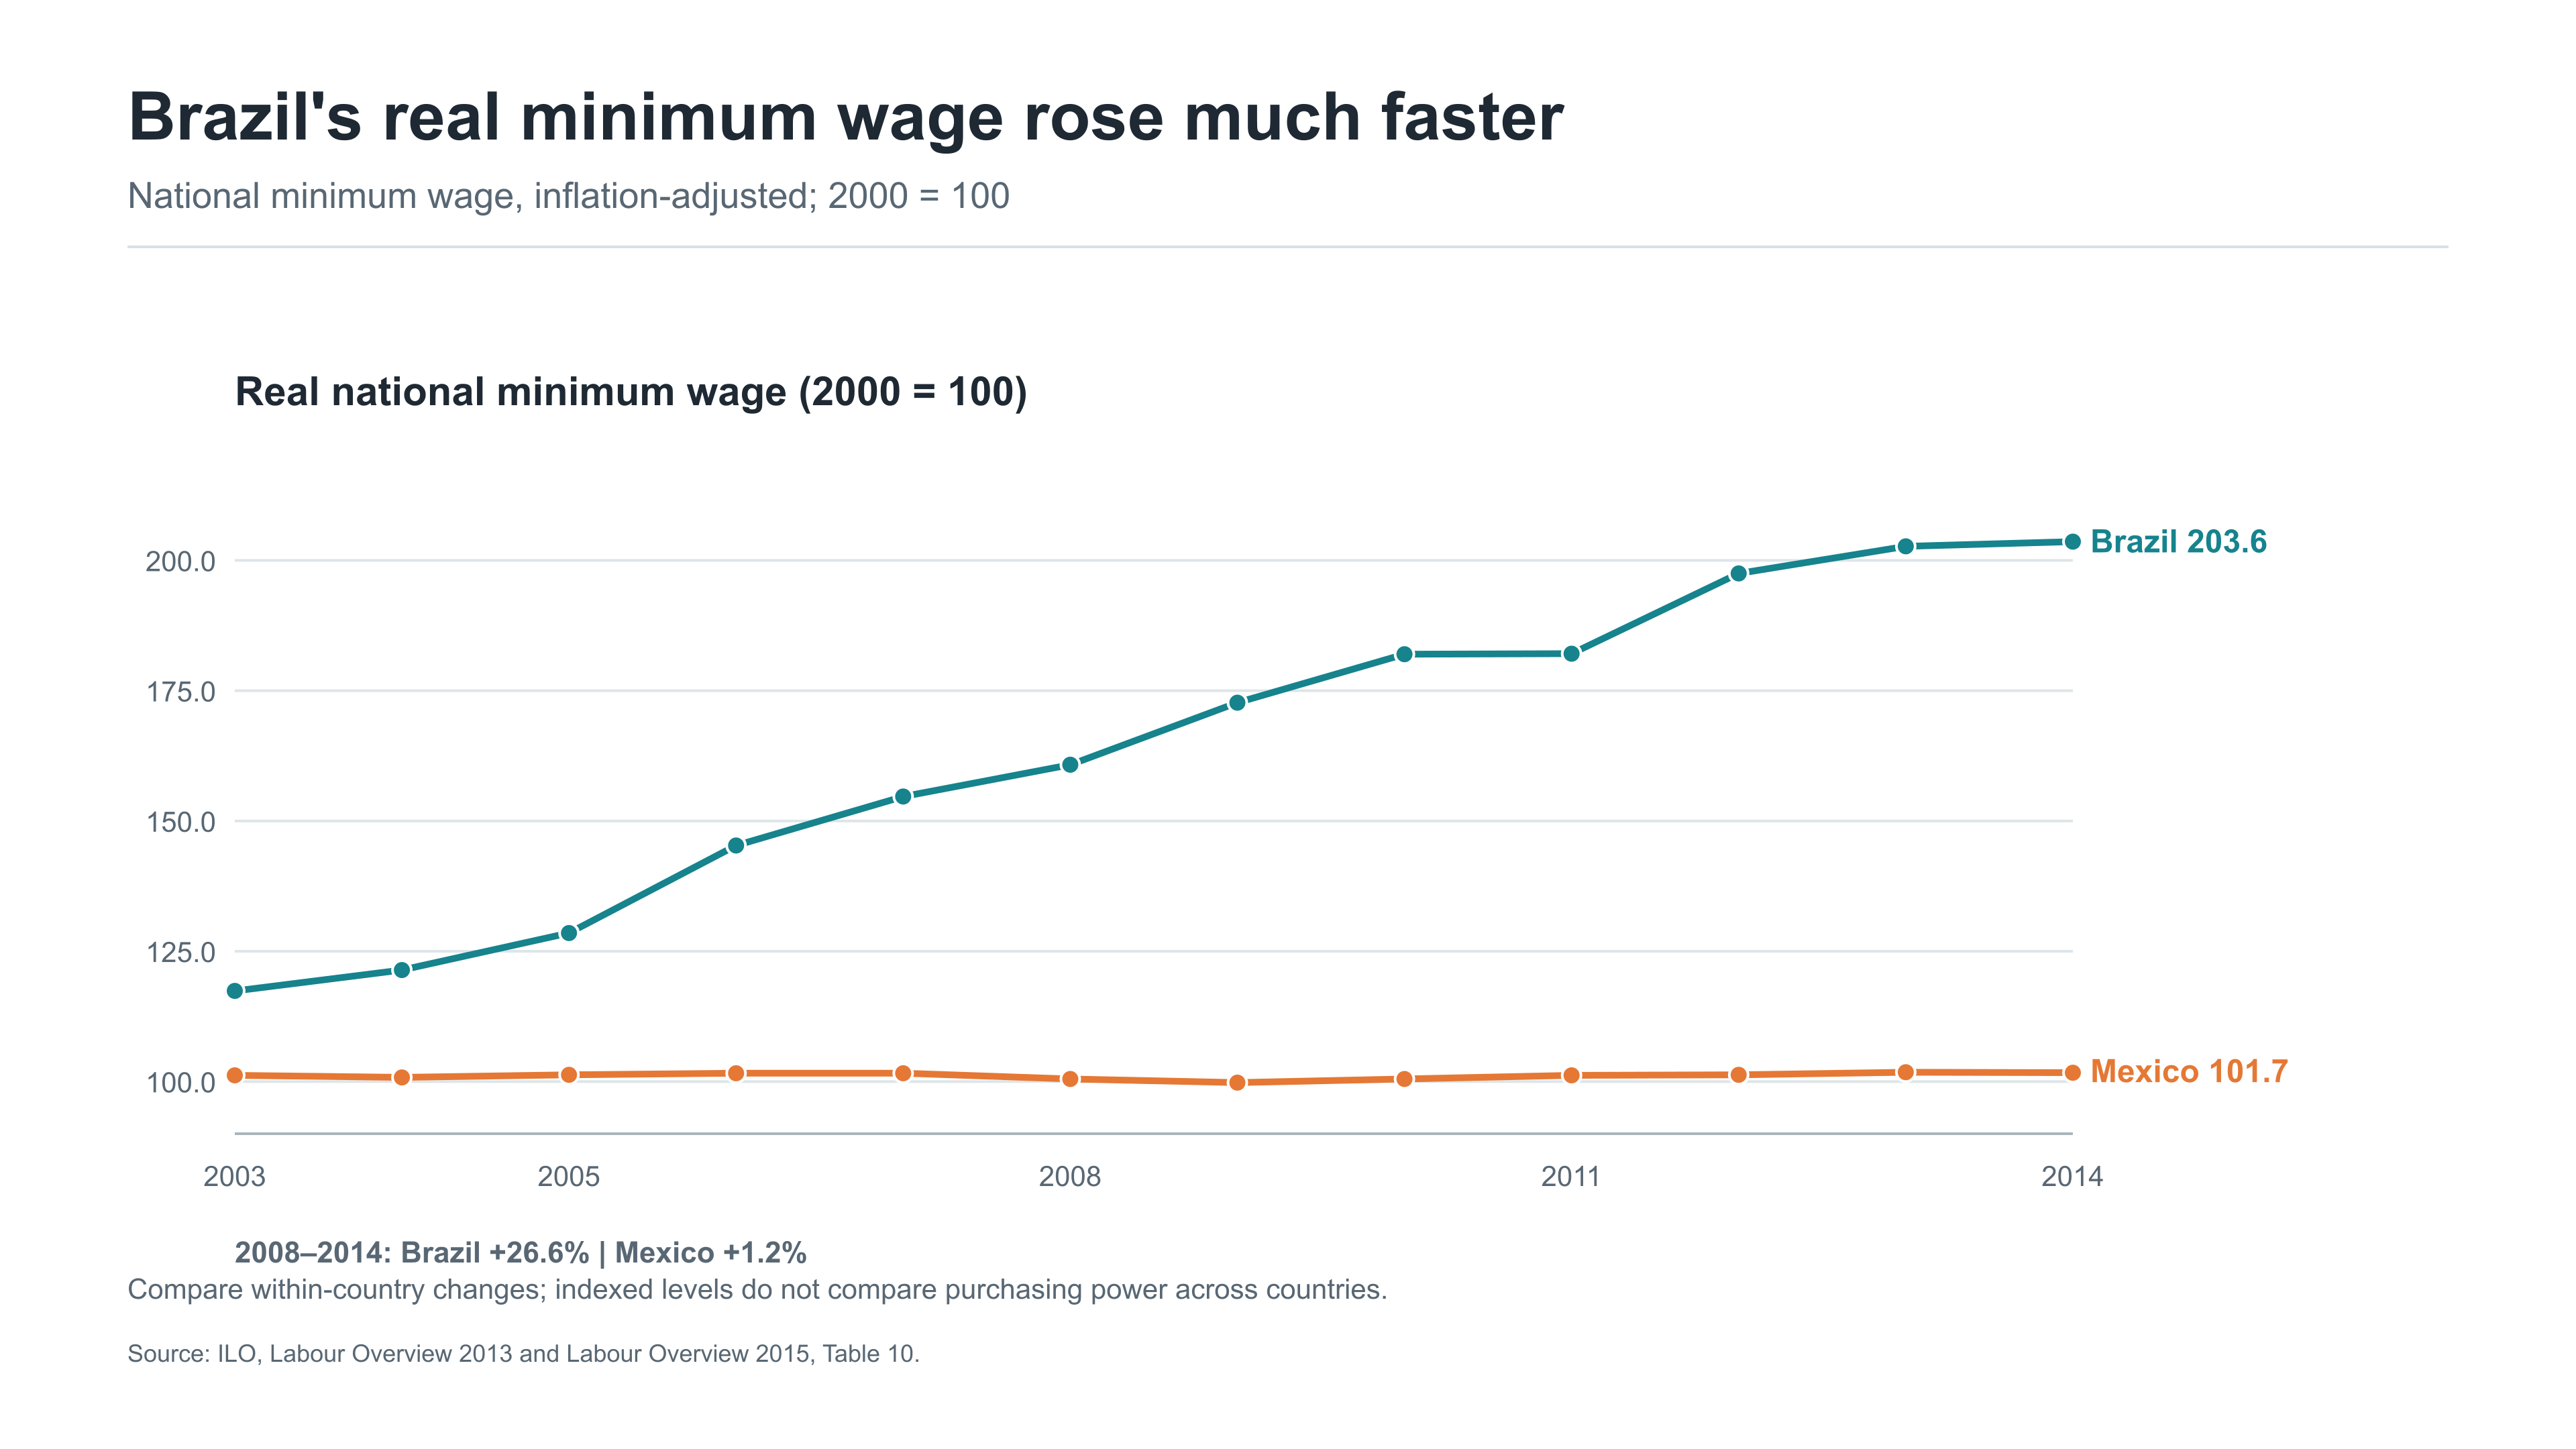 Brazil's real minimum wage rose much faster
National minimum wage, inflation-adjusted; 2000 = 100
Real national minimum wage (2000 = 100)
200.0
175.0
150.0
125.0
100.0
Brazil 203.6
Mexico 101.7
2003 2005 2008 2011 2014
2008–2014: Brazil +26.6% | Mexico +1.2%
Compare within-country changes; indexed levels do not compare purchasing power across countries.
Source: ILO, Labour Overview 2013 and Labour Overview 2015, Table 10.